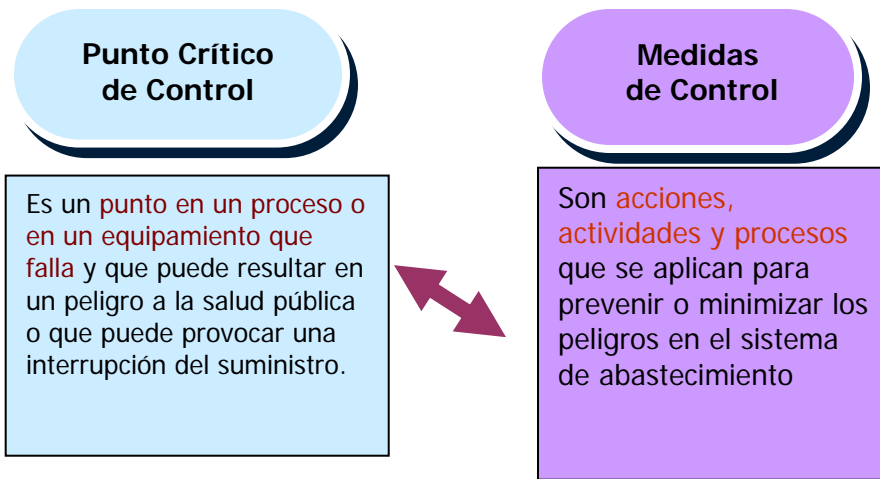 Punto Crítico
de Control
Es un punto en un proceso o
en un equipamiento que
falla y que puede resultar en
un peligro a la salud pública
o que puede provocar una
interrupción del suministro.
Medidas
de Control
Son acciones,
actividades y procesos
que se aplican para
prevenir o minimizar los
peligros en el sistema
de abastecimiento